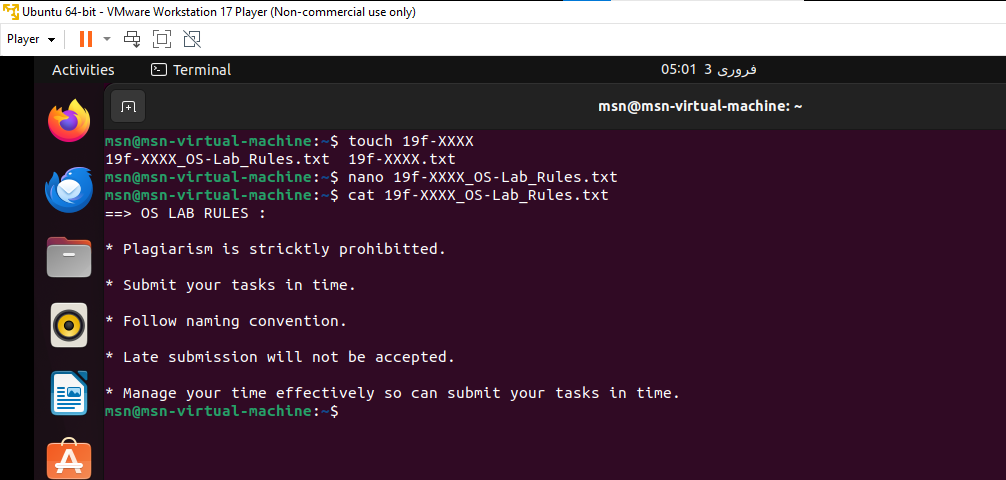 Ubuntu 64-bit - VMware Workstation 17 Player (Non-commercial use only)
Player
Activities Terminal 05:01 3 فروری
msn@msn-virtual-machine: ~
msn@msn-virtual-machine:~$ touch 19f-XXXX
19f-XXXX_OS-Lab_Rules.txt 19f-XXXX.txt
msn@msn-virtual-machine:~$ nano 19f-XXXX_OS-Lab_Rules.txt
msn@msn-virtual-machine:~$ cat 19f-XXXX_OS-Lab_Rules.txt
==> OS LAB RULES :
* Plagiarism is stricktly prohibitted.
* Submit your tasks in time.
* Follow naming convention.
* Late submission will not be accepted.
* Manage your time effectively so can submit your tasks in time.
msn@msn-virtual-machine:~$